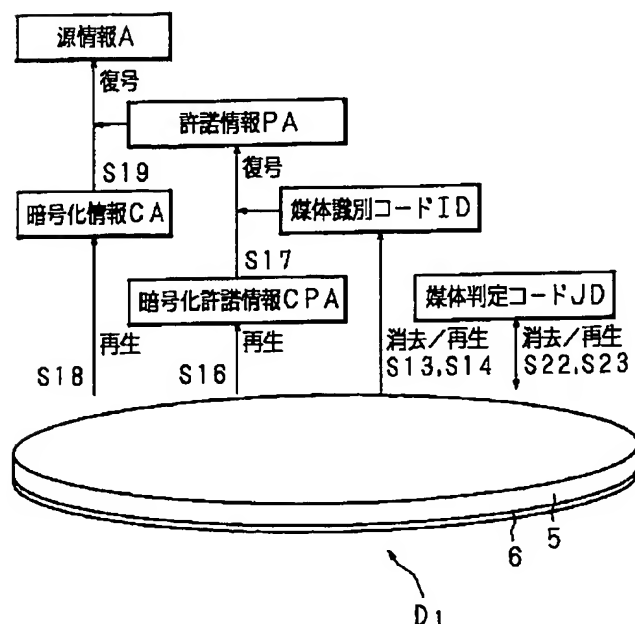 源情報A
復号
許諾情報PA
S19
復号
暗号化情報CA
媒体識別コードID
S17
暗号化許諾情報CPA
媒体判定コードJD
再生
再生
消去/再生
消去/再生
S18
S16
S13,S14
S22,S23
5
6
D1